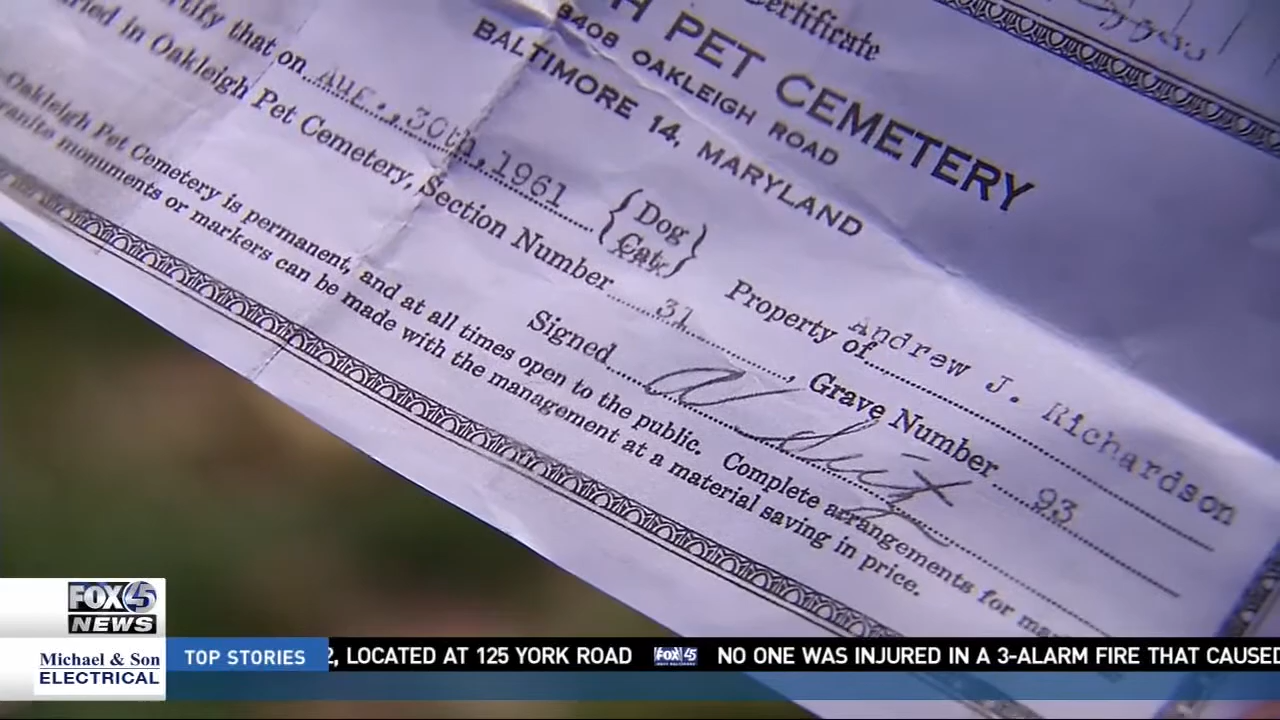 Certificate
H PET CEMETERY
8408 OAKLEIGH ROAD
BALTIMORE 14, MARYLAND
rtify that on Aug., 30th, 1961 { Dog Cat } Property of Andrew J. Richardson
ried in Oakleigh Pet Cemetery, Section Number 31, Grave Number 93
Signed
Oakleigh Pet Cemetery is permanent, and at all times open to the public. Complete arrangements for
monuments or markers can be made with the management at a material saving in price.
FOX 45
NEWS
Michael & Son
ELECTRICAL
TOP STORIES 2, LOCATED AT 125 YORK ROAD FOX 45 NO ONE WAS INJURED IN A 3-ALARM FIRE THAT CAUSED